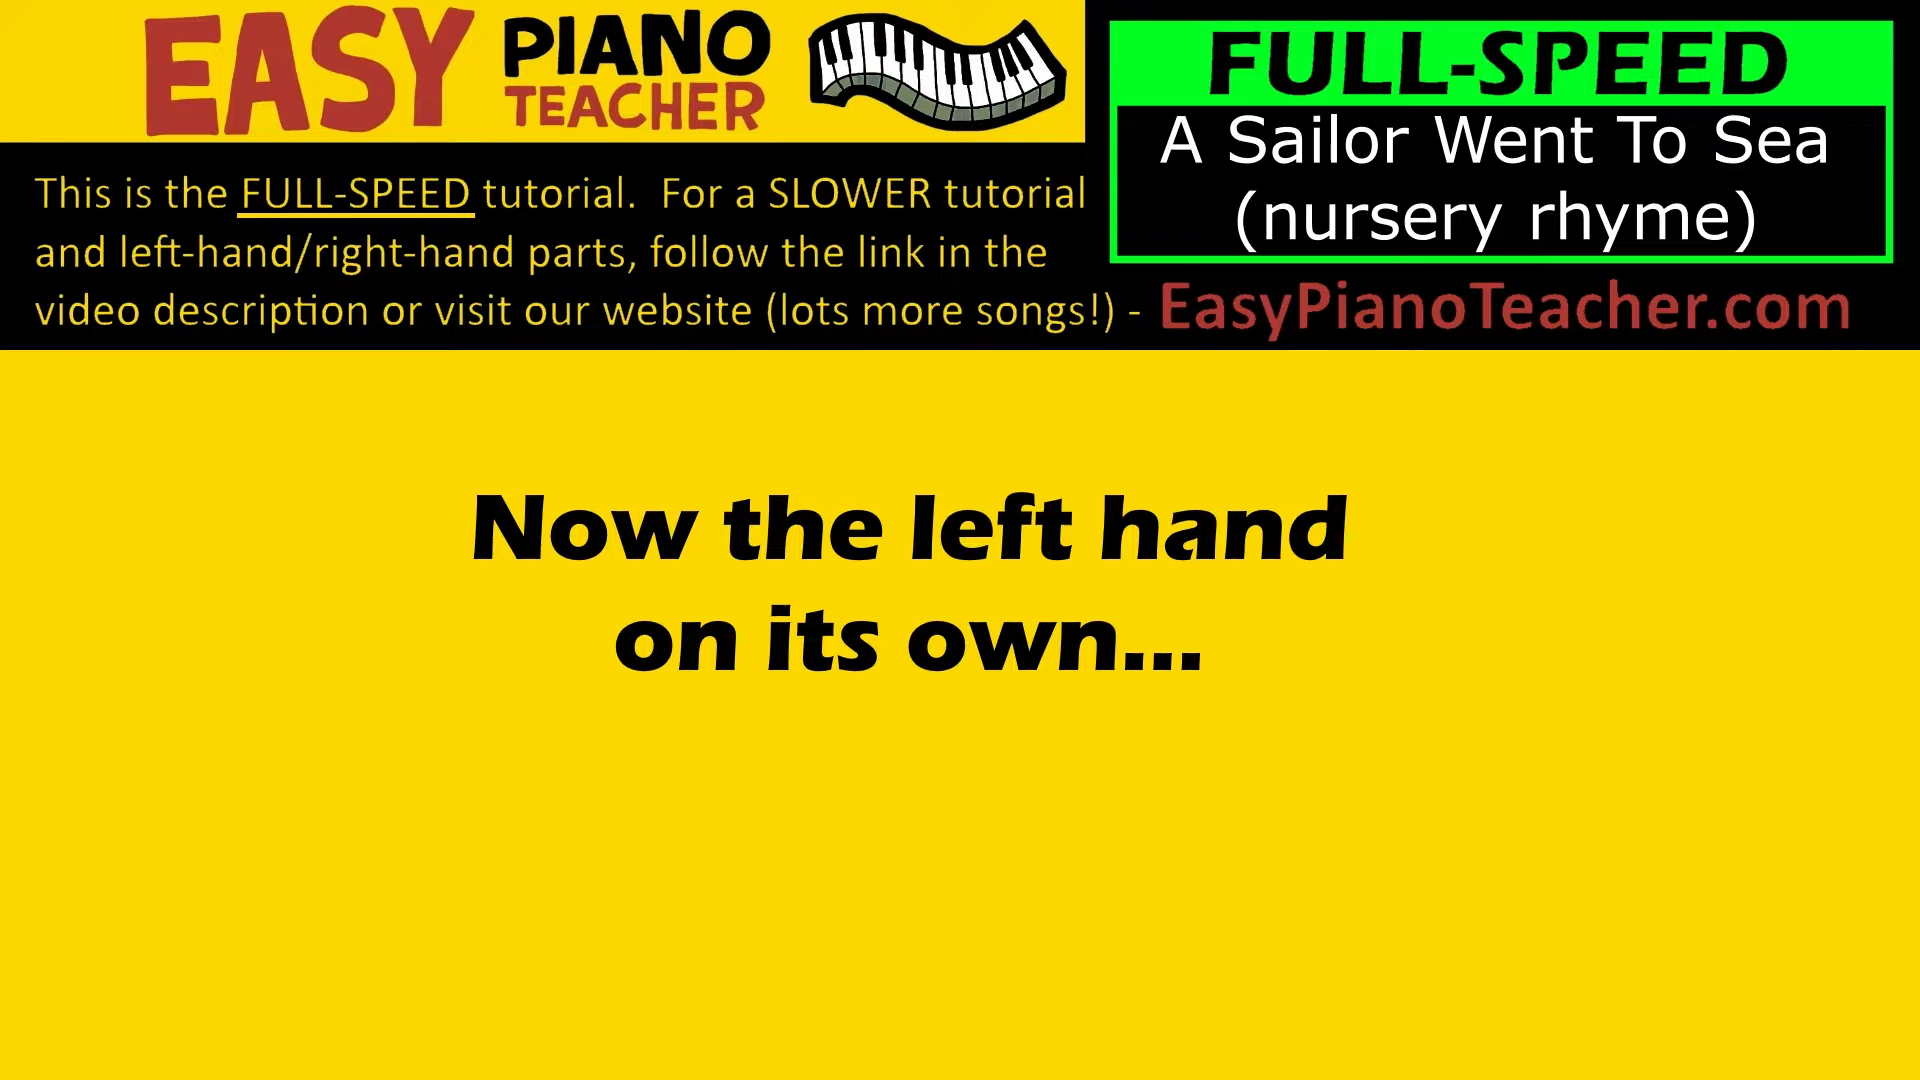 EASY PIANO
TEACHER
FULL-SPEED
A Sailor Went To Sea
(nursery rhyme)
This is the FULL-SPEED tutorial. For a SLOWER tutorial
and left-hand/right-hand parts, follow the link in the
video description or visit our website (lots more songs!) - EasyPianoTeacher.com
Now the left hand
on its own...